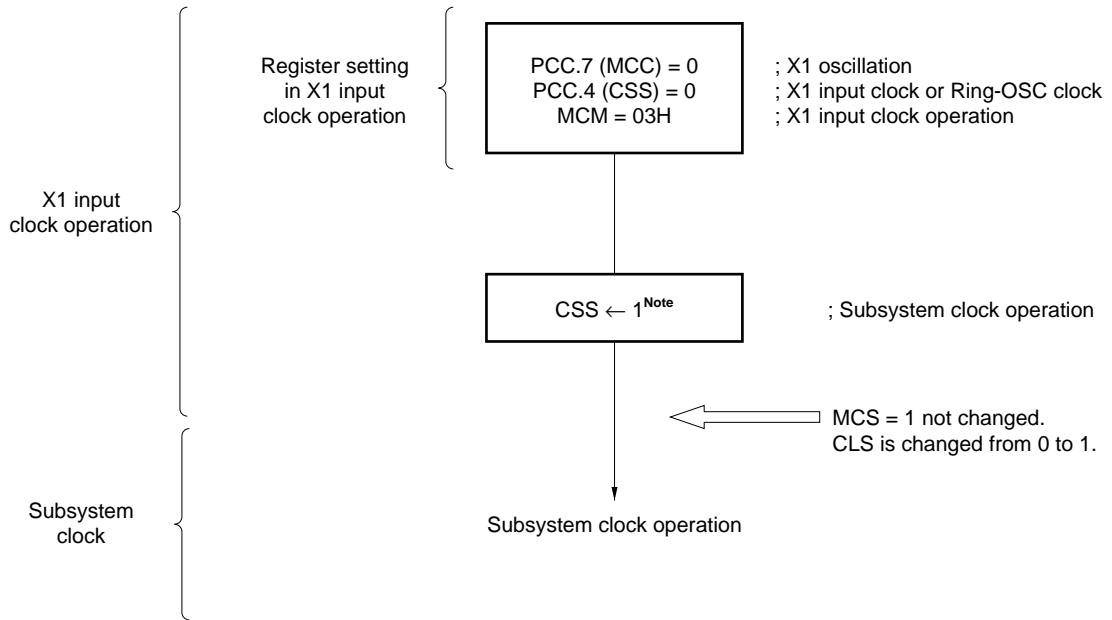 Register setting
in X1 input
clock operation
PCC.7 (MCC) = 0
PCC.4 (CSS) = 0
MCM = 03H
; X1 oscillation
; X1 input clock or Ring-OSC clock
; X1 input clock operation
X1 input
clock operation
CSS ← 1Note
; Subsystem clock operation
MCS = 1 not changed.
CLS is changed from 0 to 1.
Subsystem
clock
Subsystem clock operation